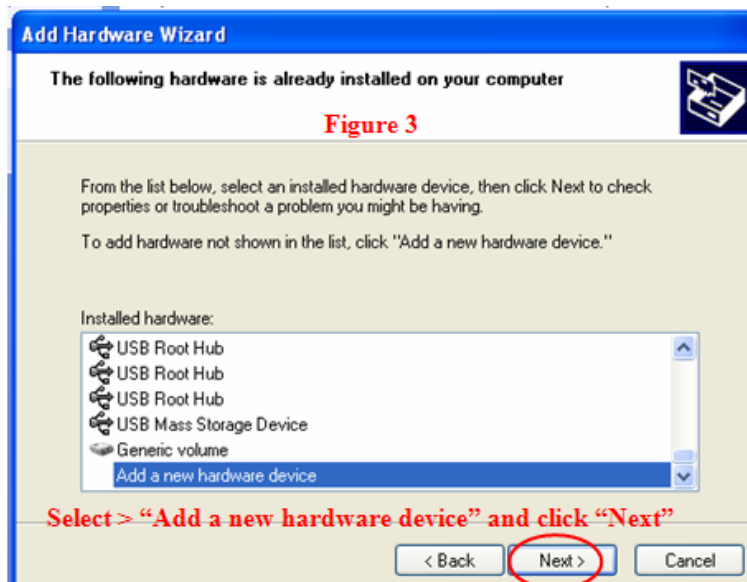 Add Hardware Wizard
The following hardware is already installed on your computer
Figure 3
From the list below, select an installed hardware device, then click Next to check
properties or troubleshoot a problem you might be having.
To add hardware not shown in the list, click "Add a new hardware device."
Installed hardware:
USB Root Hub
USB Root Hub
USB Root Hub
USB Mass Storage Device
Generic volume
Add a new hardware device
Select > “Add a new hardware device” and click “Next”
< Back Next > Cancel